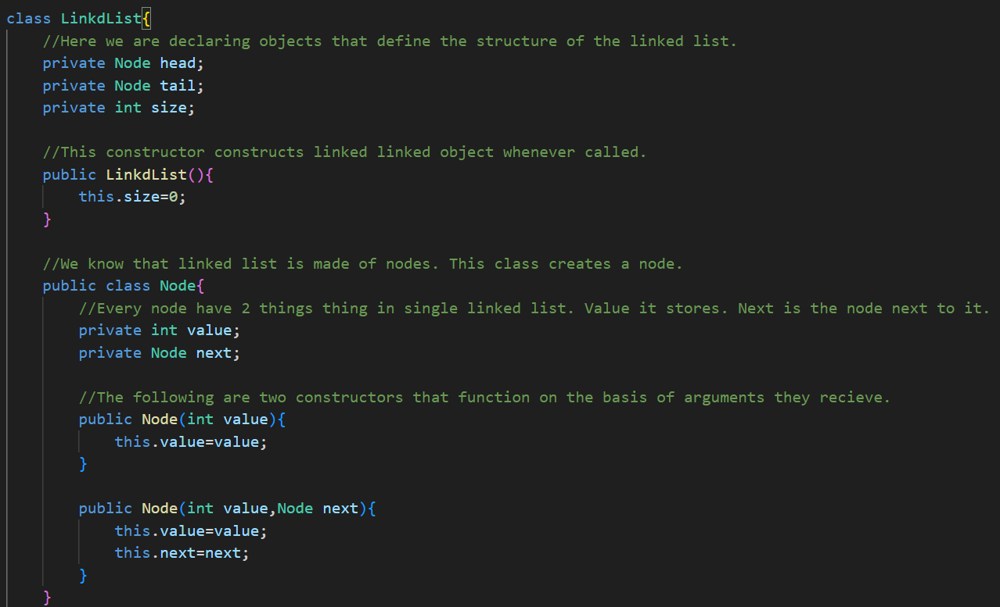 class LinkdList{
//Here we are declaring objects that define the structure of the linked list.
private Node head;
private Node tail;
private int size;
//This constructor constructs linked linked object whenever called.
public LinkdList(){
this.size=0;
}
//We know that linked list is made of nodes. This class creates a node.
public class Node{
//Every node have 2 things thing in single linked list. Value it stores. Next is the node next to it.
private int value;
private Node next;
//The following are two constructors that function on the basis of arguments they recieve.
public Node(int value){
this.value=value;
}
public Node(int value,Node next){
this.value=value;
this.next=next;
}
}